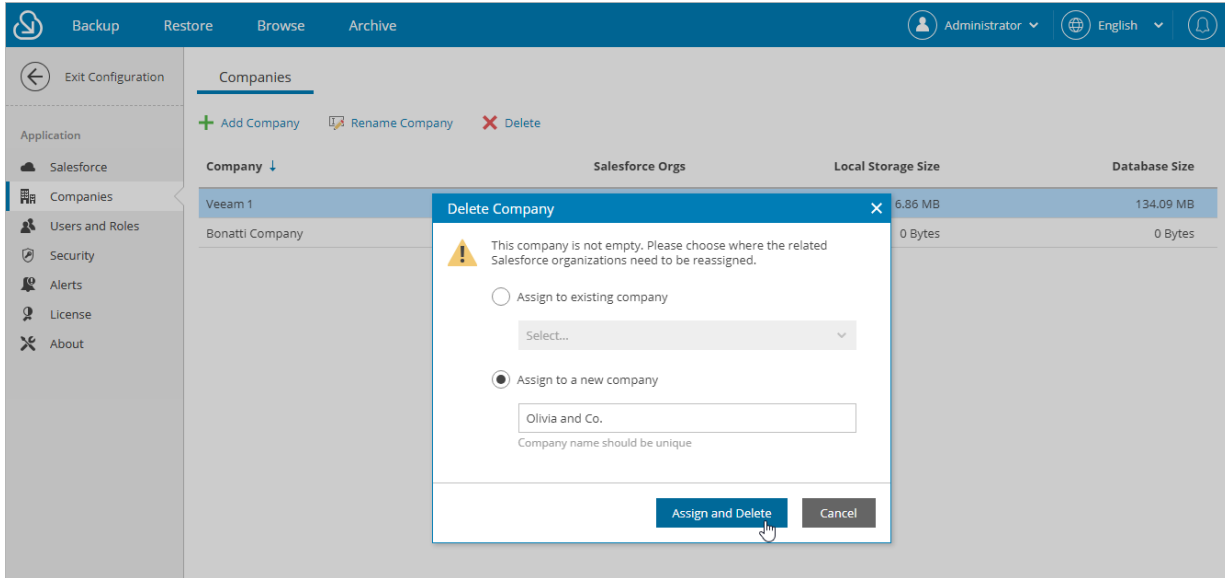 Backup Restore Browse Archive Administrator English
Exit Configuration Companies
Add Company Rename Company Delete
Application
Salesforce
Companies
Users and Roles
Security
Alerts
License
About
Company ↓ Salesforce Orgs Local Storage Size Database Size
Veeam 1 6.86 MB 134.09 MB
Bonatti Company 0 Bytes 0 Bytes
Delete Company
This company is not empty. Please choose where the related
Salesforce organizations need to be reassigned.
Assign to existing company
Select...
Assign to a new company
Olivia and Co.
Company name should be unique
Assign and Delete Cancel